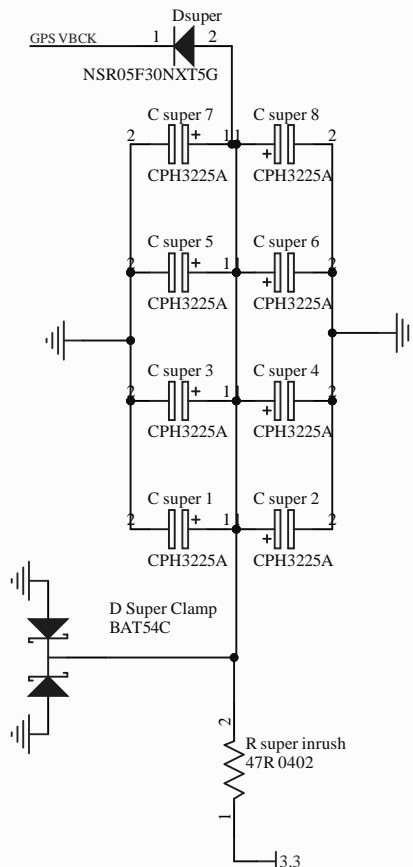 Dsuper
GPS VBCK 1 2
NSR05F30NXT5G
C super 7 C super 8
2 + 1 1 + 2
CPH3225A CPH3225A
C super 5 C super 6
2 + 1 1 + 2
CPH3225A CPH3225A
C super 3 C super 4
2 + 1 1 + 2
CPH3225A CPH3225A
C super 1 C super 2
2 + 1 1 + 2
CPH3225A CPH3225A
D Super Clamp
BAT54C
2
R super inrush
47R 0402
1
3.3